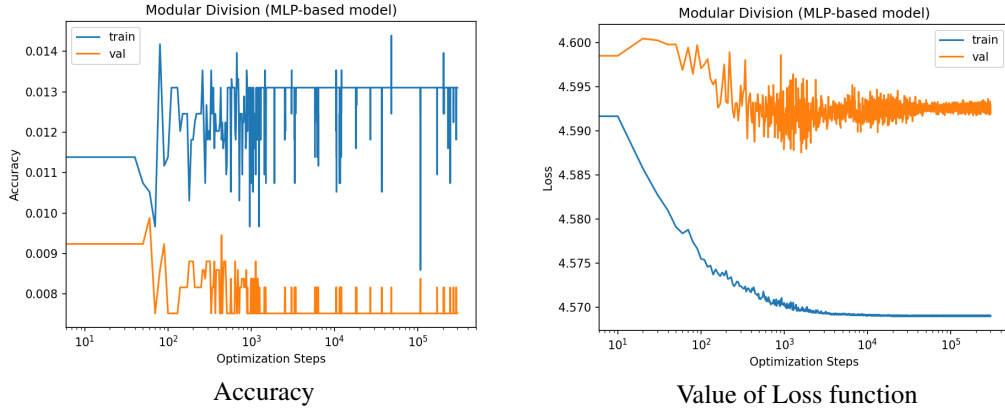 Modular Division (MLP-based model)
train
val
0.014
0.013
0.012
0.011
0.010
0.009
0.008
Accuracy
10¹
10²
10³
10⁴
10⁵
Optimization Steps
Accuracy
Modular Division (MLP-based model)
train
val
4.600
4.595
4.590
4.585
4.580
4.575
4.570
Loss
10¹
10²
10³
10⁴
10⁵
Optimization Steps
Value of Loss function